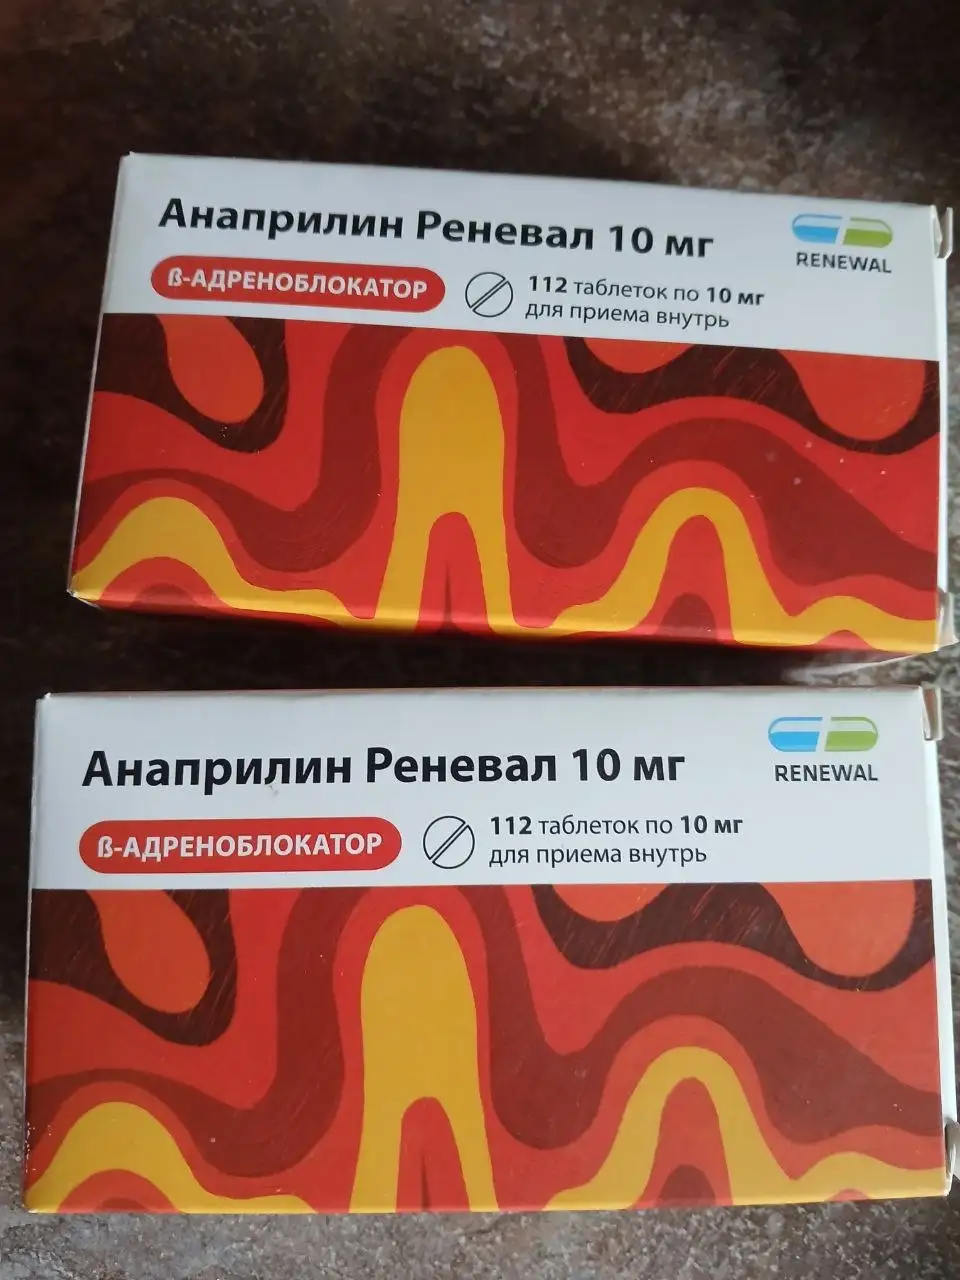 Анаприлин Реневал 10 мг
RENEWAL
ß-АДРЕНОБЛОКАТОР
112 таблеток по 10 мг
для приема внутрь
Анаприлин Реневал 10 мг
RENEWAL
ß-АДРЕНОБЛОКАТОР
112 таблеток по 10 мг
для приема внутрь